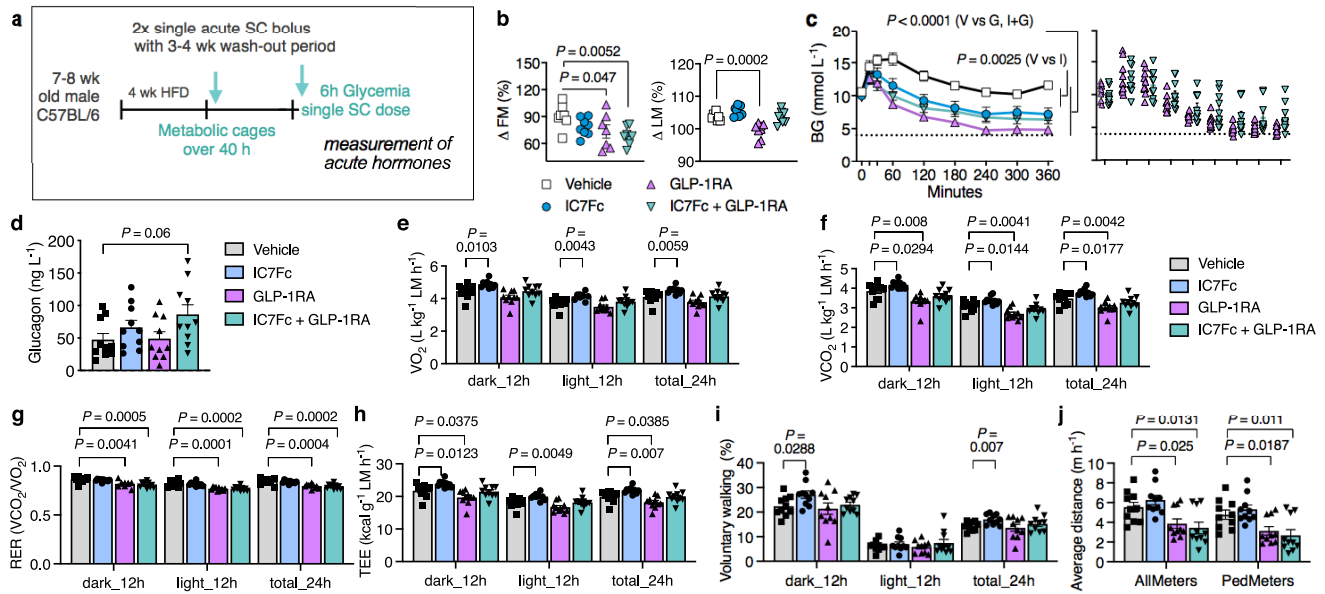 a
2x single acute SC bolus
with 3-4 wk wash-out period
7-8 wk
old male
C57BL/6
4 wk HFD
6h Glycemia
single SC dose
Metabolic cages
over 40 h
measurement of
acute hormones
b
P = 0.0052
P = 0.047
Δ FM (%)
150
120
90
60
P = 0.0002
Δ LM (%)
120
110
100
90
Vehicle
GLP-1RA
IC7Fc
IC7Fc + GLP-1RA
c
P < 0.0001 (V vs G, I+G)
P = 0.0025 (V vs I)
BG (mmol L-1)
20
15
10
5
0
0 60 120 180 240 300 360
Minutes
d
P = 0.06
Glucagon (ng L-1)
200
150
100
50
0
Vehicle
IC7Fc
GLP-1RA
IC7Fc + GLP-1RA
e
P =
0.0103
P =
0.0043
P =
0.0059
VO2 (L kg-1 LM h-1)
6
4
2
0
dark_12h light_12h total_24h
f
P = 0.008
P = 0.0294
P = 0.0041
P = 0.0144
P = 0.0042
P = 0.0177
VCO2 (L kg-1 LM h-1)
5
4
3
2
1
0
dark_12h light_12h total_24h
Vehicle
IC7Fc
GLP-1RA
IC7Fc + GLP-1RA
g
P = 0.0005
P = 0.0041
P = 0.0002
P = 0.0001
P = 0.0002
P = 0.0004
RER (VCO2/VO2)
1.0
0.5
0.0
dark_12h light_12h total_24h
h
P = 0.0375
P = 0.0123
P = 0.0049
P = 0.0385
P = 0.007
TEE (kcal g-1 LM h-1)
30
20
10
0
dark_12h light_12h total_24h
i
P =
0.0288
P =
0.007
Voluntary walking (%)
50
40
30
20
10
0
dark_12h light_12h total_24h
j
P = 0.0131
P = 0.025
P = 0.011
P = 0.0187
Average distance (m h-1)
10
8
6
4
2
0
AllMeters PedMeters